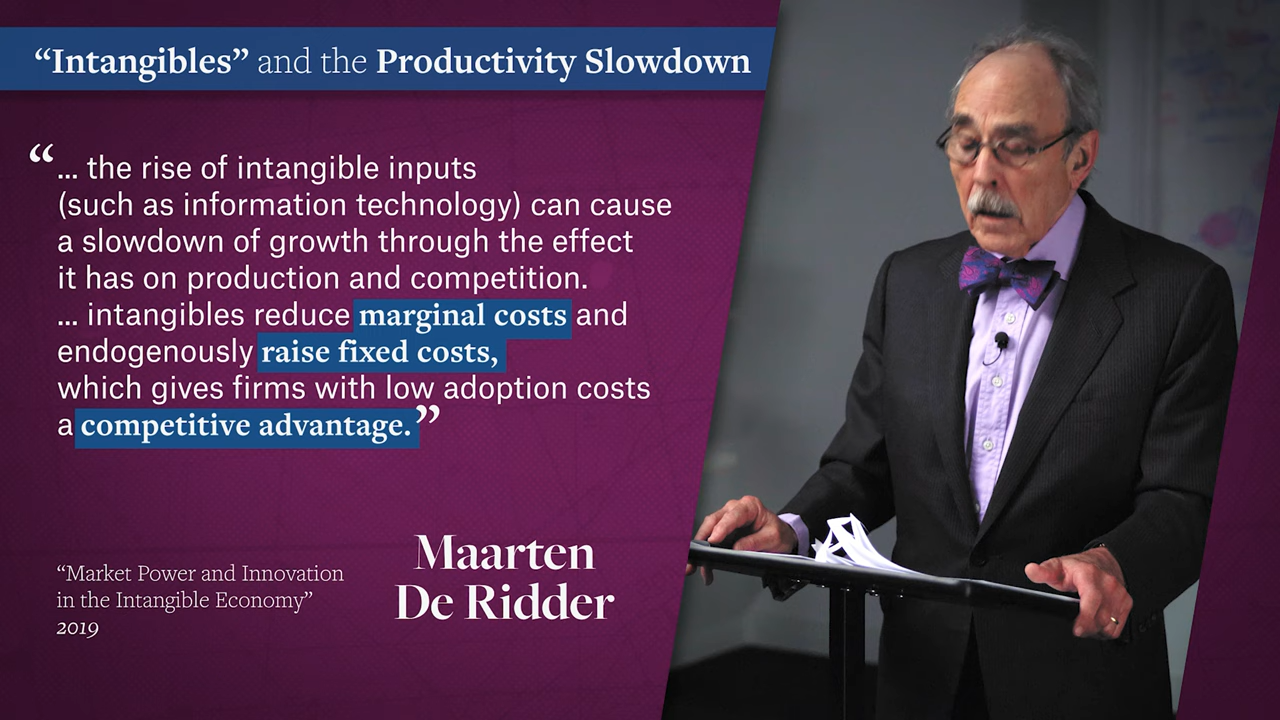 “Intangibles” and the Productivity Slowdown
“... the rise of intangible inputs
(such as information technology) can cause
a slowdown of growth through the effect
it has on production and competition.
... intangibles reduce marginal costs and
endogenously raise fixed costs,
which gives firms with low adoption costs
a competitive advantage.”
“Market Power and Innovation
in the Intangible Economy”
2019
Maarten
De Ridder